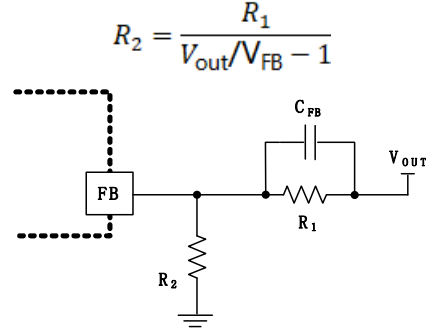 R₂ = R₁ / (Vout/VFB − 1)
CFB
VOUT
FB
R₁
R₂